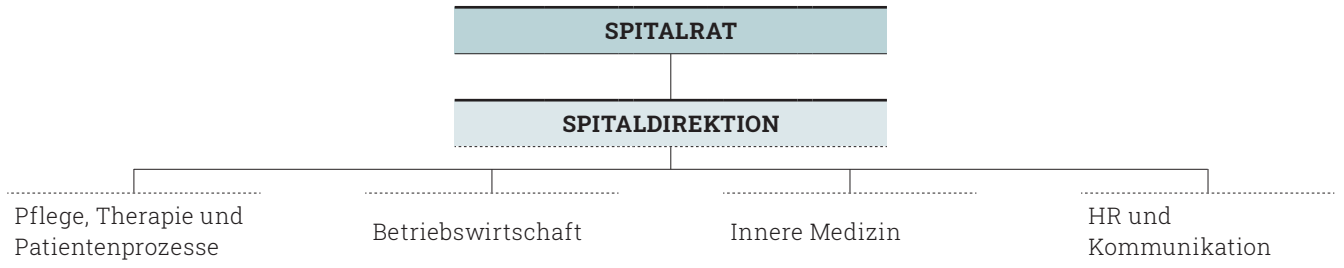 SPITALRAT
SPITALDIREKTION
Pflege, Therapie und
Patientenprozesse
Betriebswirtschaft
Innere Medizin
HR und
Kommunikation